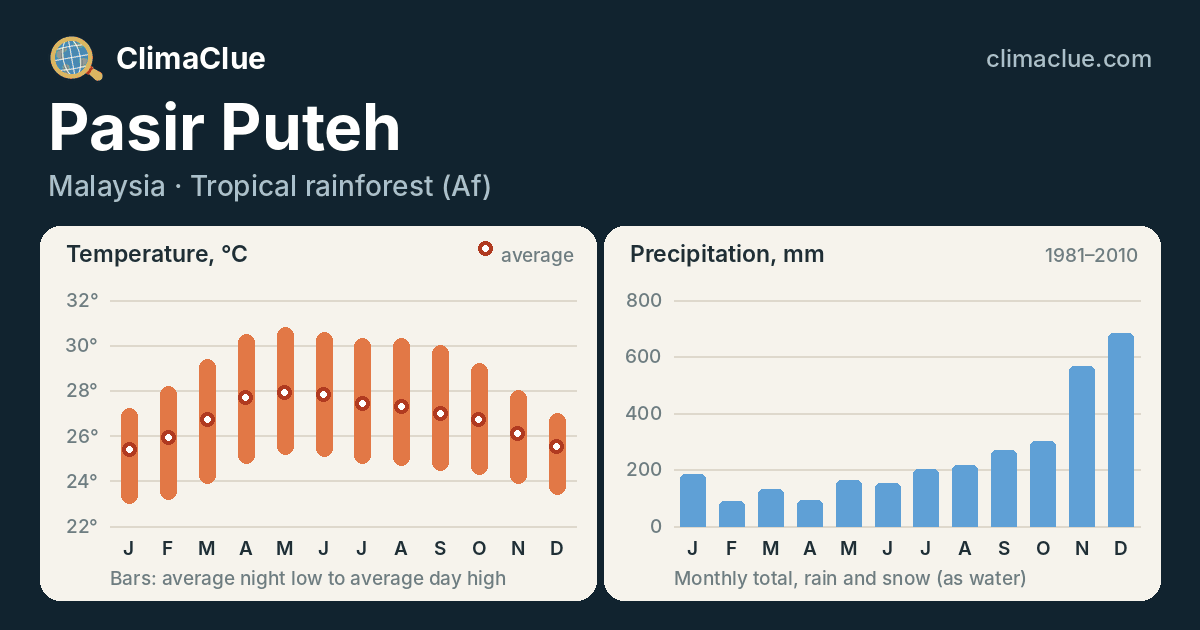 ClimaClue
climaclue.com
Pasir Puteh
Malaysia · Tropical rainforest (Af)
Temperature, °C
average
32°
30°
28°
26°
24°
22°
J F M A M J J A S O N D
Bars: average night low to average day high
Precipitation, mm
1981–2010
800
600
400
200
0
J F M A M J J A S O N D
Monthly total, rain and snow (as water)